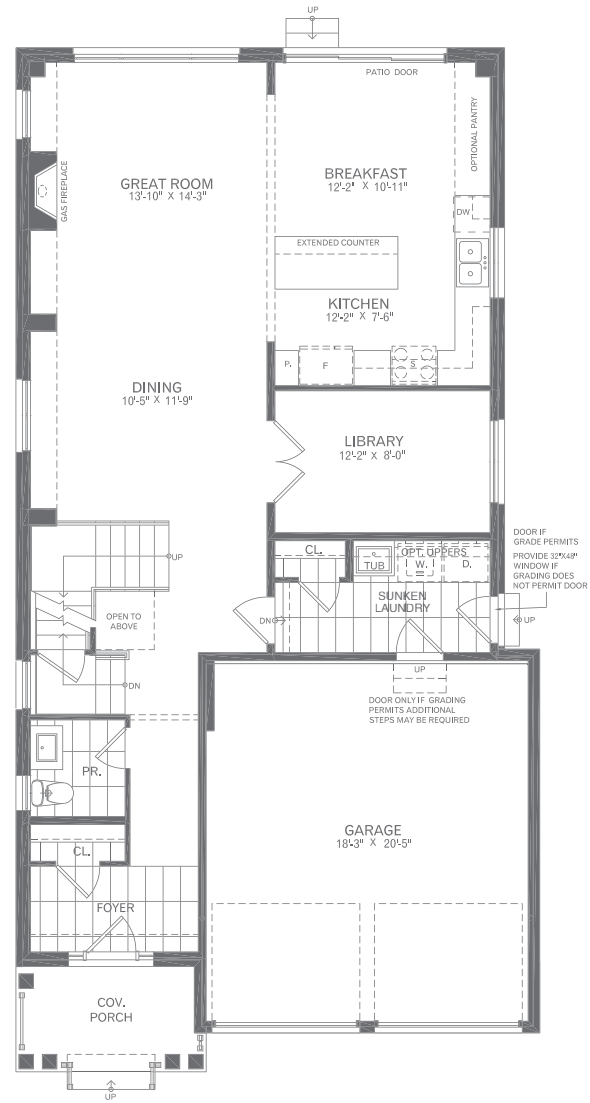 UP
PATIO DOOR
OPTIONAL PANTRY
GREAT ROOM
13'-10" X 14'-3"
GAS FIREPLACE
BREAKFAST
12'-2" X 10'-11"
DW
EXTENDED COUNTER
KITCHEN
12'-2" X 7'-6"
P.
F
S
DINING
10'-5" X 11'-9"
LIBRARY
12'-2" X 8'-0"
UP
CL.
TUB
OPT. UPPERS
W.
D.
SUNKEN
LAUNDRY
DN
DOOR IF
GRADE PERMITS
PROVIDE 32"X48"
WINDOW IF
GRADING DOES
NOT PERMIT DOOR
UP
OPEN TO
ABOVE
DN
UP
DOOR ONLY IF GRADING
PERMITS ADDITIONAL
STEPS MAY BE REQUIRED
PR.
CL.
GARAGE
18'-3" X 20'-5"
FOYER
COV.
PORCH
UP